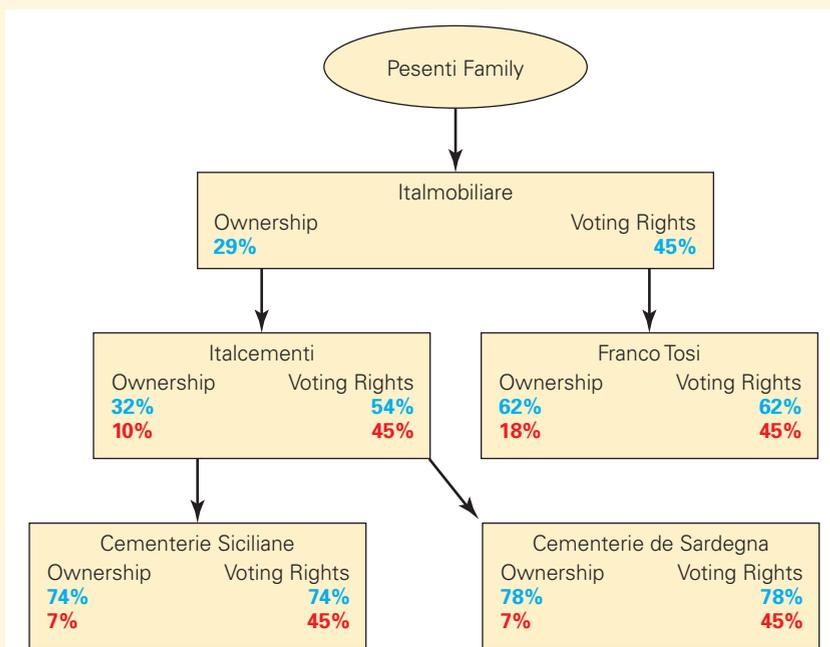 Pesenti Family
Italmobiliare
Ownership Voting Rights
29% 45%
Italcementi
Ownership Voting Rights
32% 54%
10% 45%
Franco Tosi
Ownership Voting Rights
62% 62%
18% 45%
Cementerie Siciliane
Ownership Voting Rights
74% 74%
7% 45%
Cementerie de Sardegna
Ownership Voting Rights
78% 78%
7% 45%